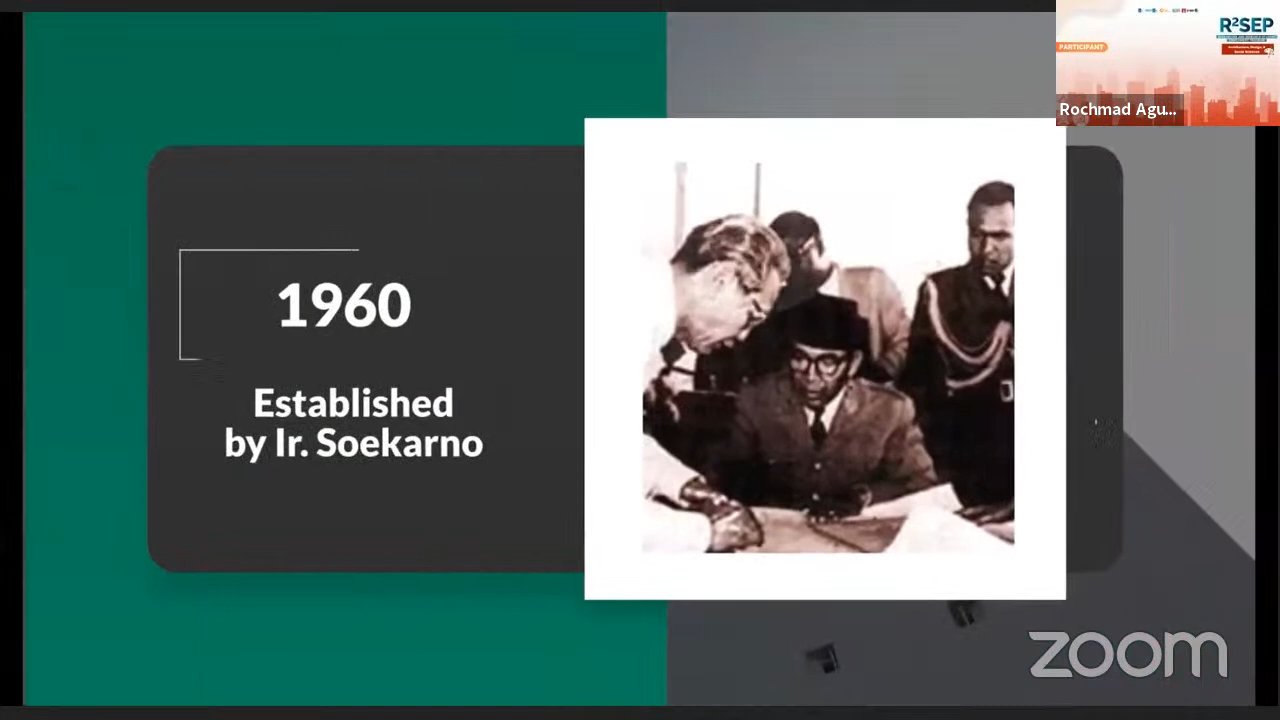 R²SEP
PARTICIPANT
Rochmad Agu...
1960
Established
by Ir. Soekarno
zoom